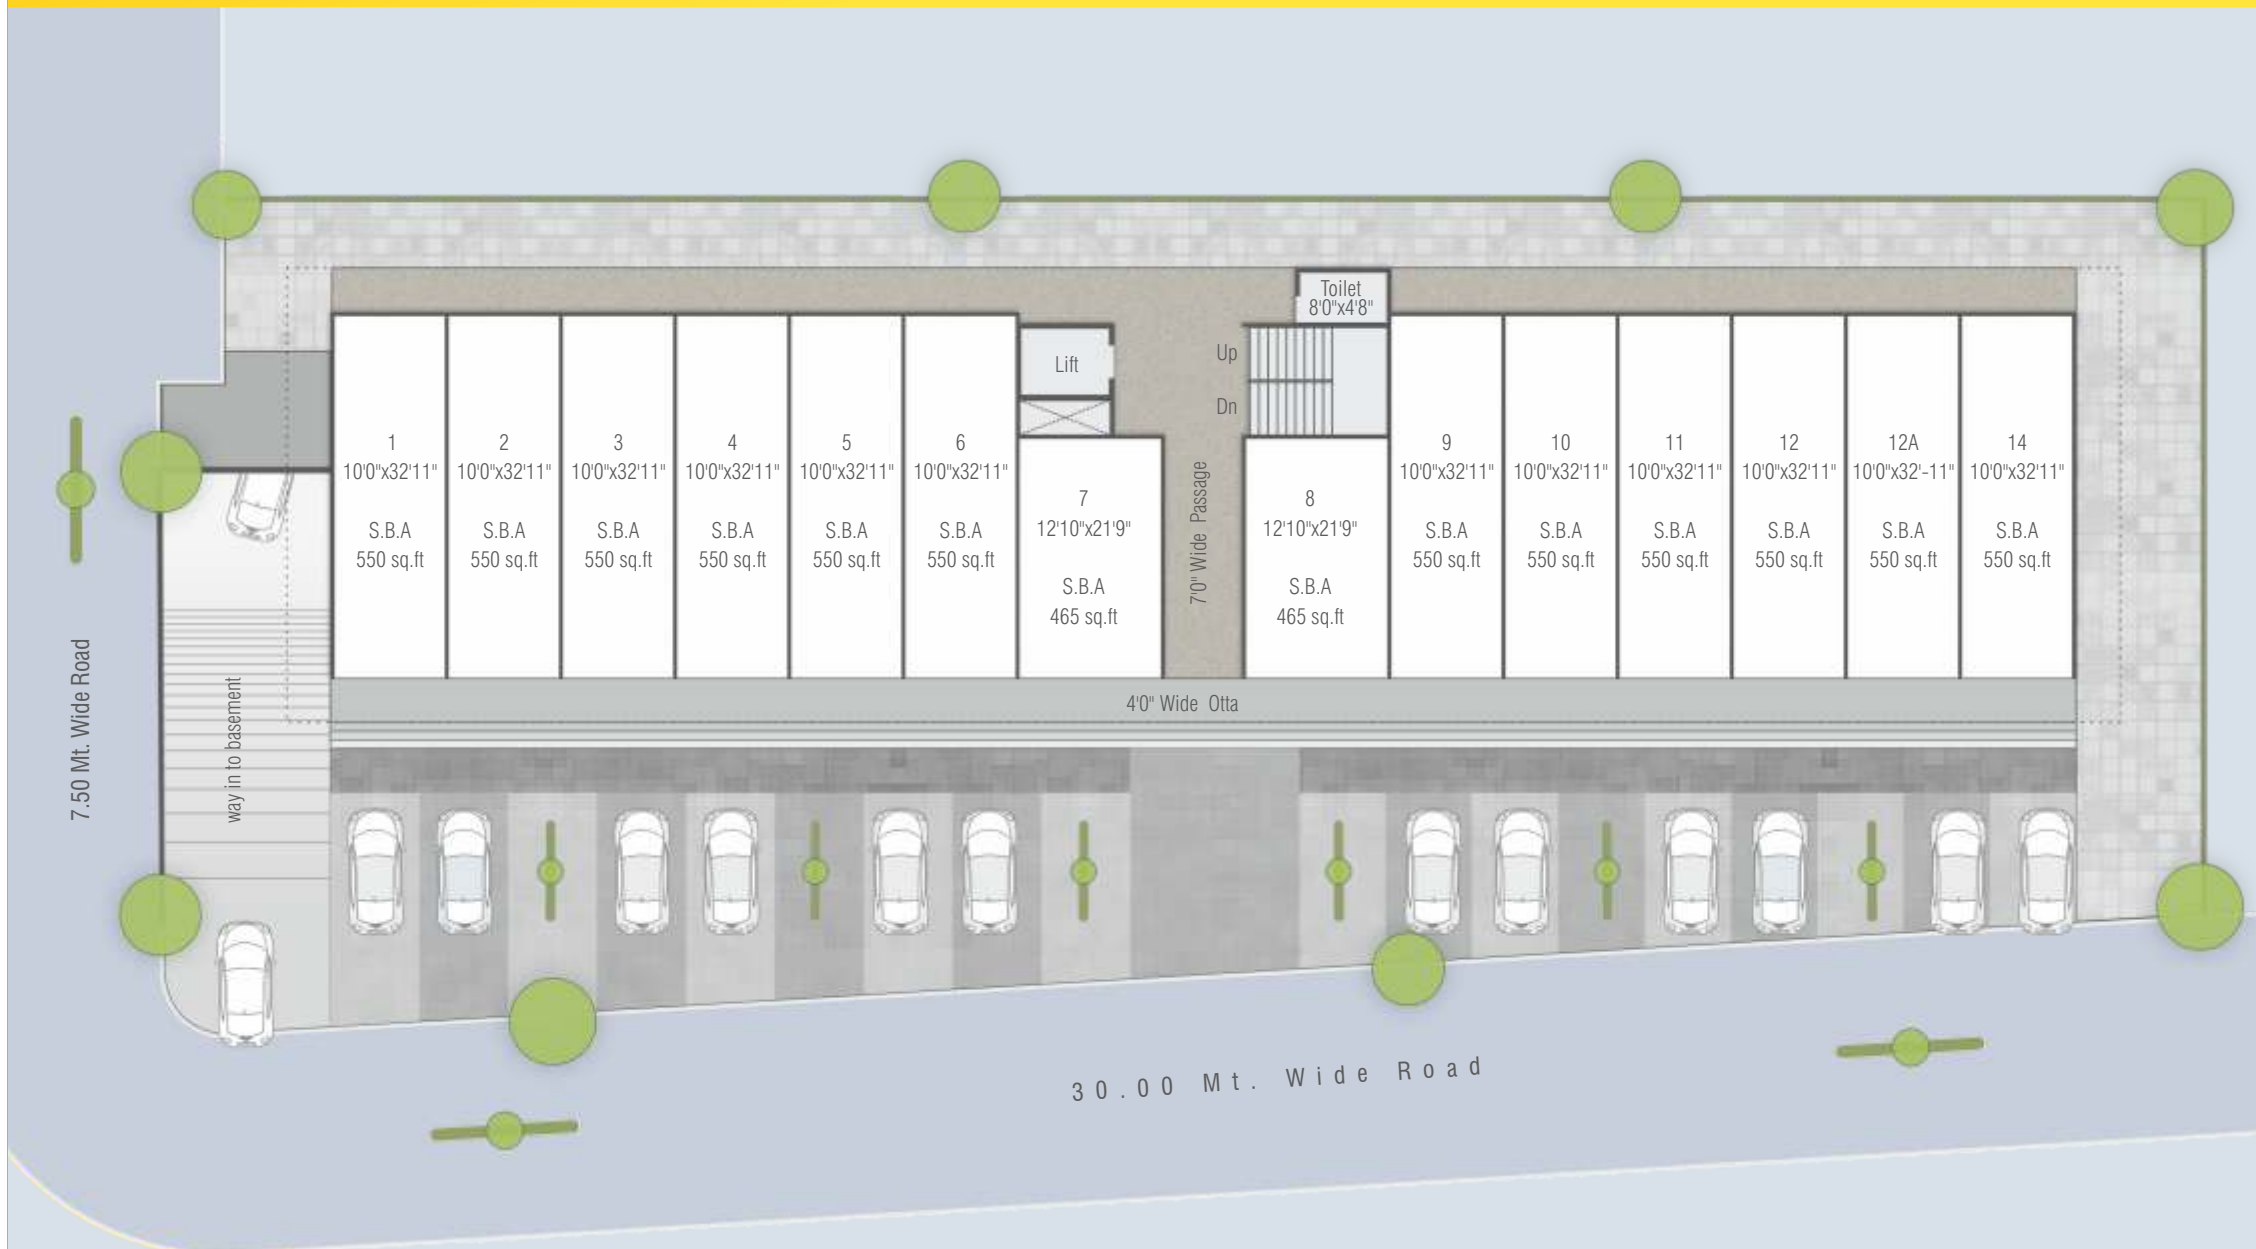 Toilet
8'0"x4'8"
Lift
Up
Dn
1
10'0"x32'11"
S.B.A
550 sq.ft
2
10'0"x32'11"
S.B.A
550 sq.ft
3
10'0"x32'11"
S.B.A
550 sq.ft
4
10'0"x32'11"
S.B.A
550 sq.ft
5
10'0"x32'11"
S.B.A
550 sq.ft
6
10'0"x32'11"
S.B.A
550 sq.ft
7
12'10"x21'9"
S.B.A
465 sq.ft
7'0" Wide Passage
8
12'10"x21'9"
S.B.A
465 sq.ft
9
10'0"x32'11"
S.B.A
550 sq.ft
10
10'0"x32'11"
S.B.A
550 sq.ft
11
10'0"x32'11"
S.B.A
550 sq.ft
12
10'0"x32'11"
S.B.A
550 sq.ft
12A
10'0"x32'-11"
S.B.A
550 sq.ft
14
10'0"x32'11"
S.B.A
550 sq.ft
4'0" Wide Otta
way in to basement
7.50 Mt. Wide Road
30.00 Mt. Wide Road